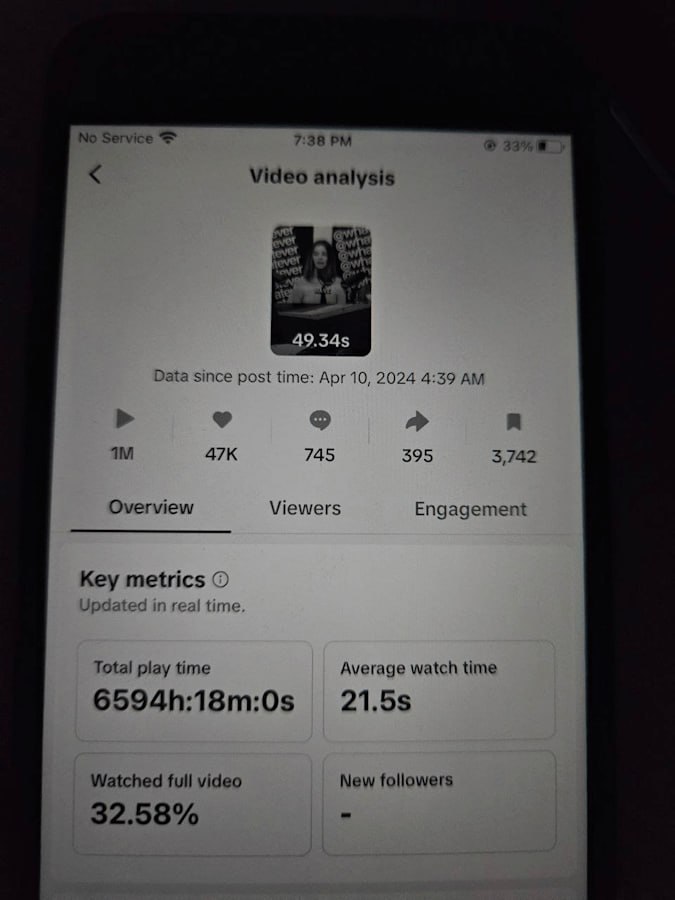 No Service 7:38 PM 33%
Video analysis
ever @wha
ever @wha
tever @wha
tever @wha
49.34s
Data since post time: Apr 10, 2024 4:39 AM
1M 47K 745 395 3,742
Overview Viewers Engagement
Key metrics
Updated in real time.
Total play time Average watch time
6594h:18m:0s 21.5s
Watched full video New followers
32.58% -